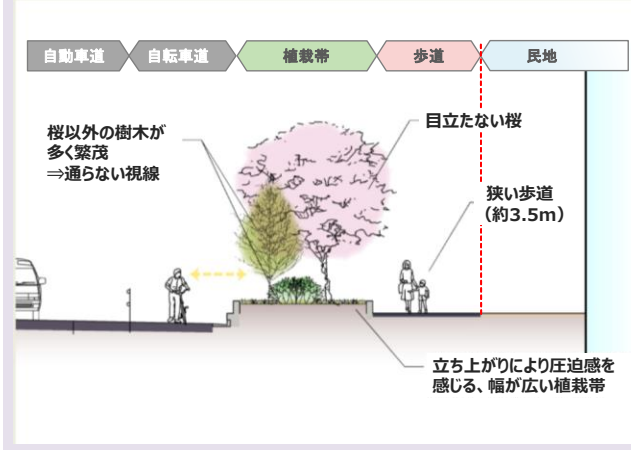 自動車道
自転車道
植栽帯
歩道
民地
桜以外の樹木が
多く繁茂
⇒通らない視線
目立たない桜
狭い歩道
（約3.5m）
立ち上がりにより圧迫感を
感じる、幅が広い植栽帯